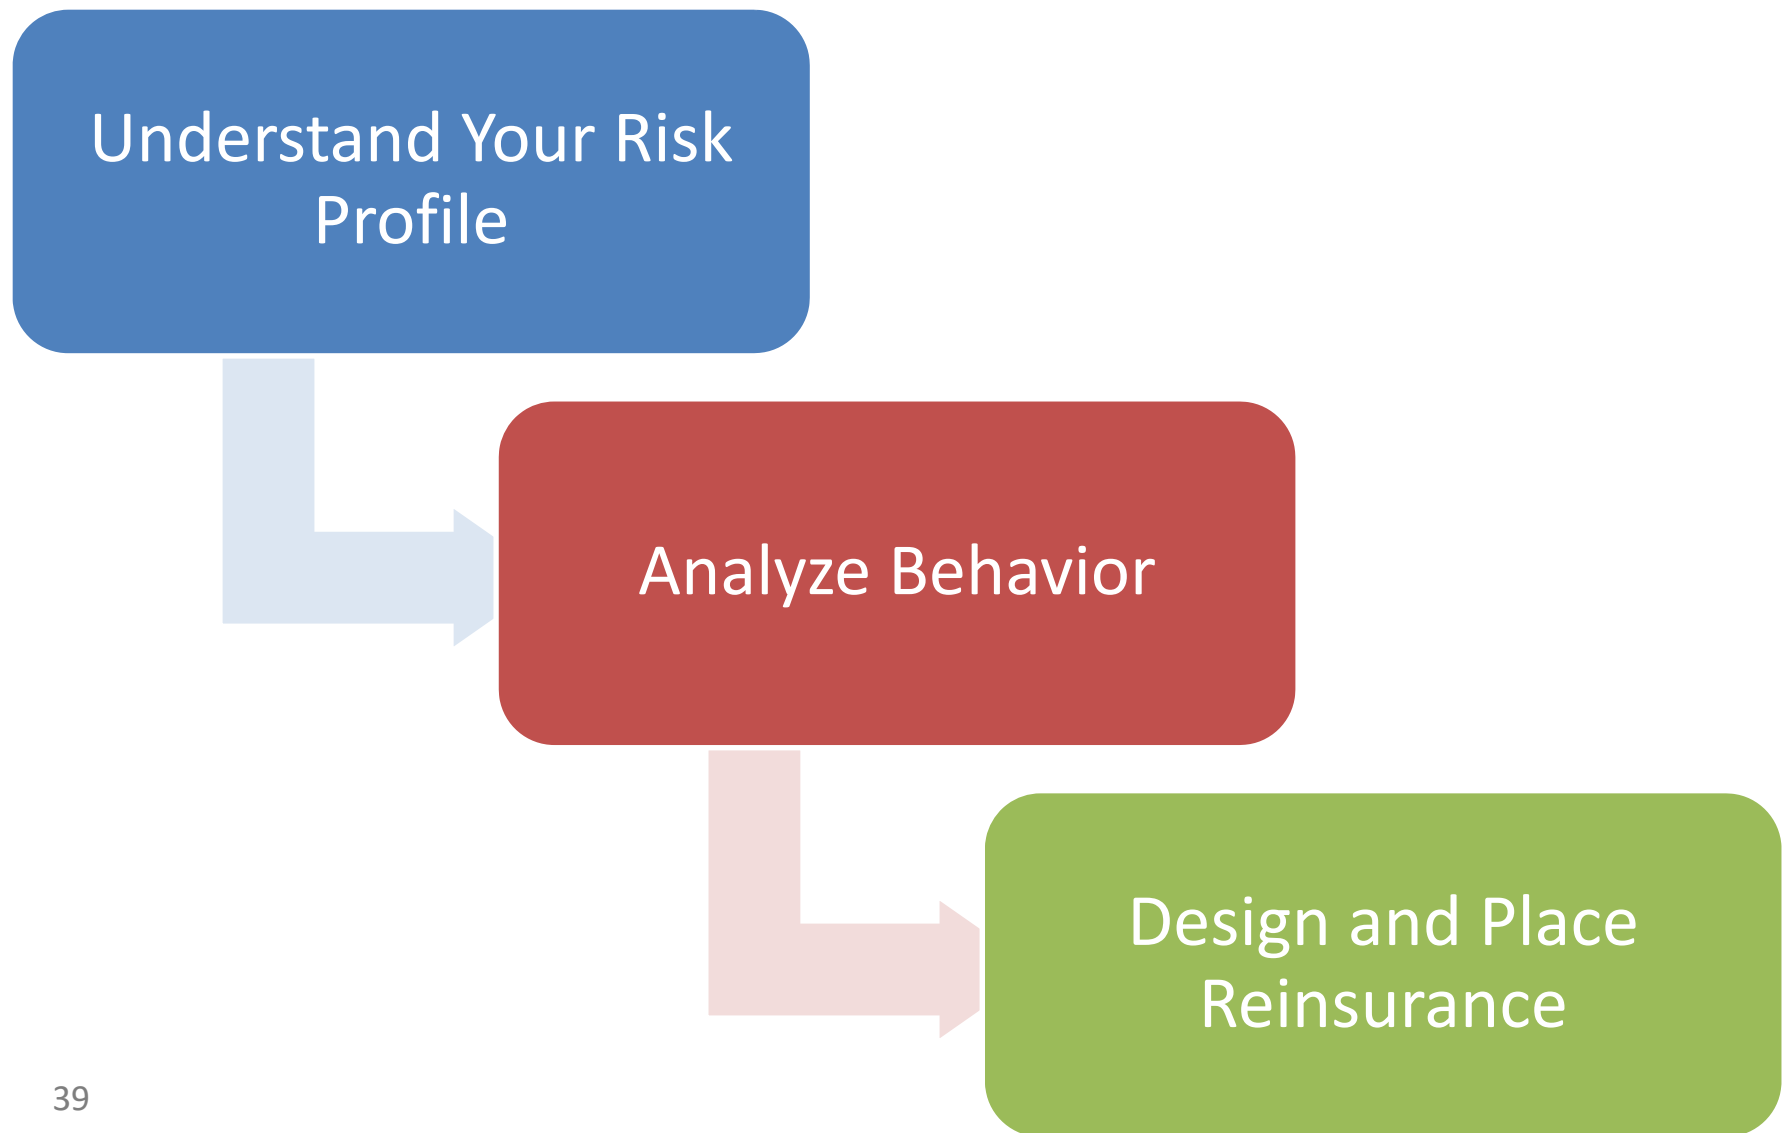 Understand Your Risk
Profile
Analyze Behavior
Design and Place
Reinsurance
39